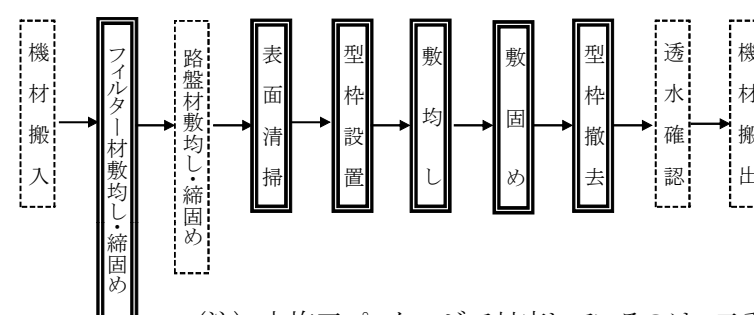 機材搬入
フィルター材敷均し・締固め
路盤材敷均し・締固め
表面清掃
型枠設置
敷均し
敷固め
型枠撤去
透水確認
機材搬出